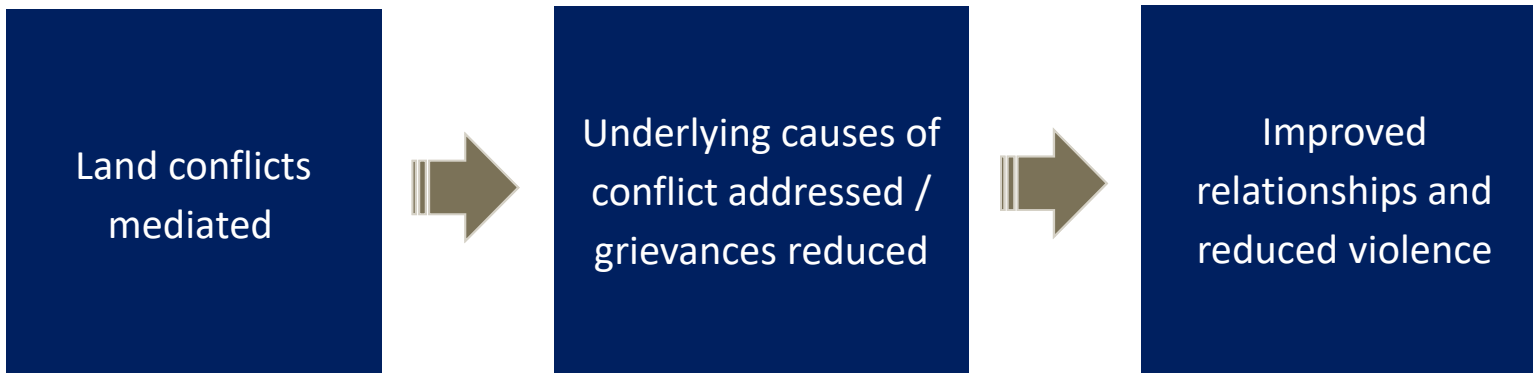 Land conflicts
mediated
Underlying causes of
conflict addressed /
grievances reduced
Improved
relationships and
reduced violence